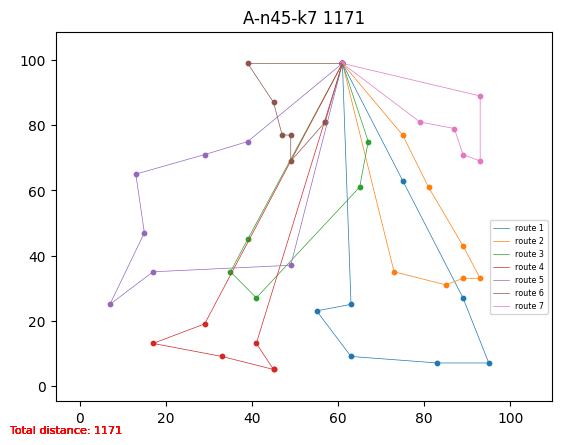 A-n45-k7 1171
100
80
60
40
20
0
0 20 40 60 80 100
route 1
route 2
route 3
route 4
route 5
route 6
route 7
Total distance: 1171